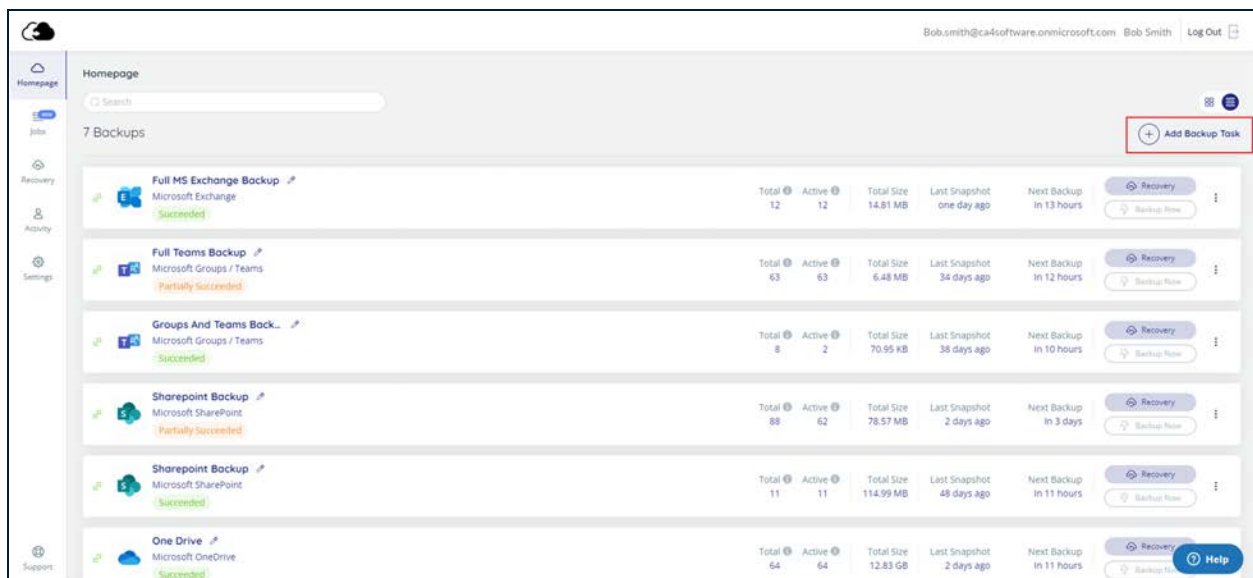 Bob.smith@ca4software.onmicrosoft.com Bob Smith Log Out
Homepage
Jobs
Recovery
Activity
Settings
Support
Homepage
Search
7 Backups
Add Backup Task
Full MS Exchange Backup
Microsoft Exchange
Succeeded
Total Active Total Size Last Snapshot Next Backup
12 12 14.81 MB one day ago In 13 hours
Recovery
Backup Now
Full Teams Backup
Microsoft Groups / Teams
Partially Succeeded
Total Active Total Size Last Snapshot Next Backup
63 63 6.48 MB 34 days ago In 12 hours
Recovery
Backup Now
Groups And Teams Back...
Microsoft Groups / Teams
Succeeded
Total Active Total Size Last Snapshot Next Backup
8 2 70.95 KB 38 days ago In 10 hours
Recovery
Backup Now
Sharepoint Backup
Microsoft SharePoint
Partially Succeeded
Total Active Total Size Last Snapshot Next Backup
88 62 78.57 MB 2 days ago In 3 days
Recovery
Backup Now
Sharepoint Backup
Microsoft SharePoint
Succeeded
Total Active Total Size Last Snapshot Next Backup
11 11 114.99 MB 48 days ago In 11 hours
Recovery
Backup Now
One Drive
Microsoft OneDrive
Succeeded
Total Active Total Size Last Snapshot Next Backup
64 64 12.83 GB 2 days ago In 11 hours
Recovery
Backup
Help